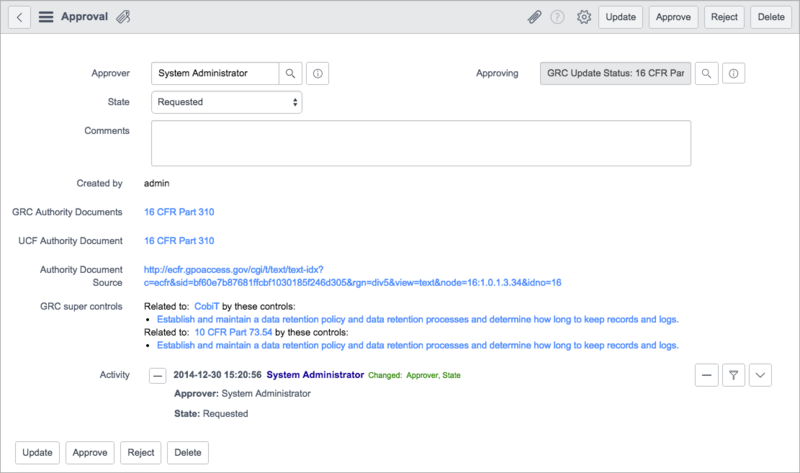 Approval
Update Approve Reject Delete
Approver System Administrator Approving GRC Update Status: 16 CFR Par
State Requested
Comments
Created by admin
GRC Authority Documents 16 CFR Part 310
UCF Authority Document 16 CFR Part 310
Authority Document http://ecfr.gpoaccess.gov/cgi/t/text/text-idx?
Source c=ecfr&sid=bf60e7b87681ffcbf1030185f246d305&rgn=div5&view=text&node=16:1.0.1.3.34&idno=16
GRC super controls Related to: CobiT by these controls:
• Establish and maintain a data retention policy and data retention processes and determine how long to keep records and logs.
Related to: 10 CFR Part 73.54 by these controls:
• Establish and maintain a data retention policy and data retention processes and determine how long to keep records and logs.
Activity 2014-12-30 15:20:56 System Administrator Changed: Approver, State
Approver: System Administrator
State: Requested
Update Approve Reject Delete